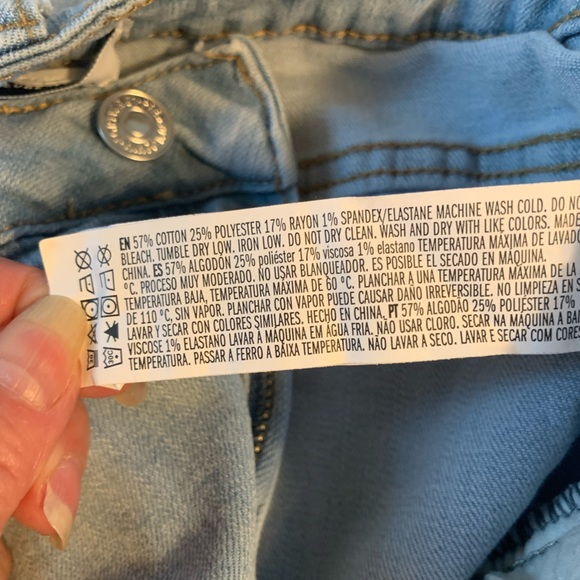 EN 57% COTTON 25% POLYESTER 17% RAYON 1% SPANDEX/ELASTANE MACHINE WASH COLD. DO NO
BLEACH. TUMBLE DRY LOW. IRON LOW. DO NOT DRY CLEAN. WASH AND DRY WITH LIKE COLORS. MADE
CHINA. ES 57% ALGODÓN 25% poliéster 17% viscosa 1% elastano TEMPERATURA MÁXIMA DE LAVADO
°C. PROCESO MUY MODERADO. NO USAR BLANQUEADOR. ES POSIBLE EL SECADO EN MÁQUINA.
TEMPERATURA BAJA, TEMPERATURA MÁXIMA DE 60 °C. PLANCHAR A UNA TEMPERATURA MÁXIMA DE LA
DE 110 °C, SIN VAPOR. PLANCHAR CON VAPOR PUEDE CAUSAR DAÑO IRREVERSIBLE. NO LIMPIEZA EN S
LAVAR Y SECAR CON COLORES SIMILARES. HECHO EN CHINA. PT 57% ALGODÃO 25% POLIÉSTER 17%
VISCOSE 1% ELASTANO LAVAR À MÁQUINA EM ÁGUA FRIA. NÃO USAR CLORO. SECAR NA MÁQUINA À BAI
TEMPERATURA. PASSAR A FERRO À BAIXA TEMPERATURA. NÃO LAVAR A SECO. LAVAR E SECAR COM CORES